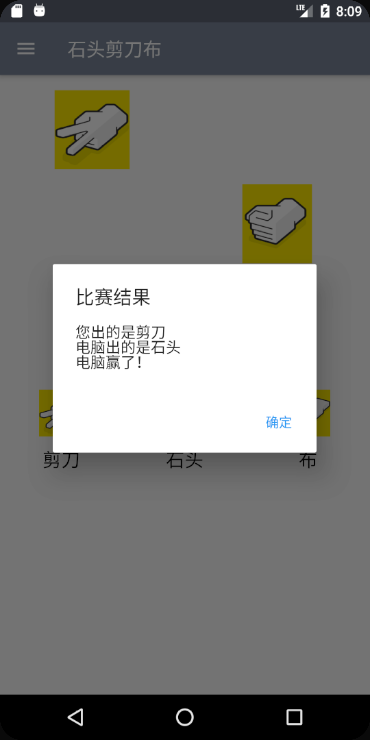 LTE 8:09
石头剪刀布
比赛结果
您出的是剪刀
电脑出的是石头
电脑赢了!
确定
剪刀 石头 布